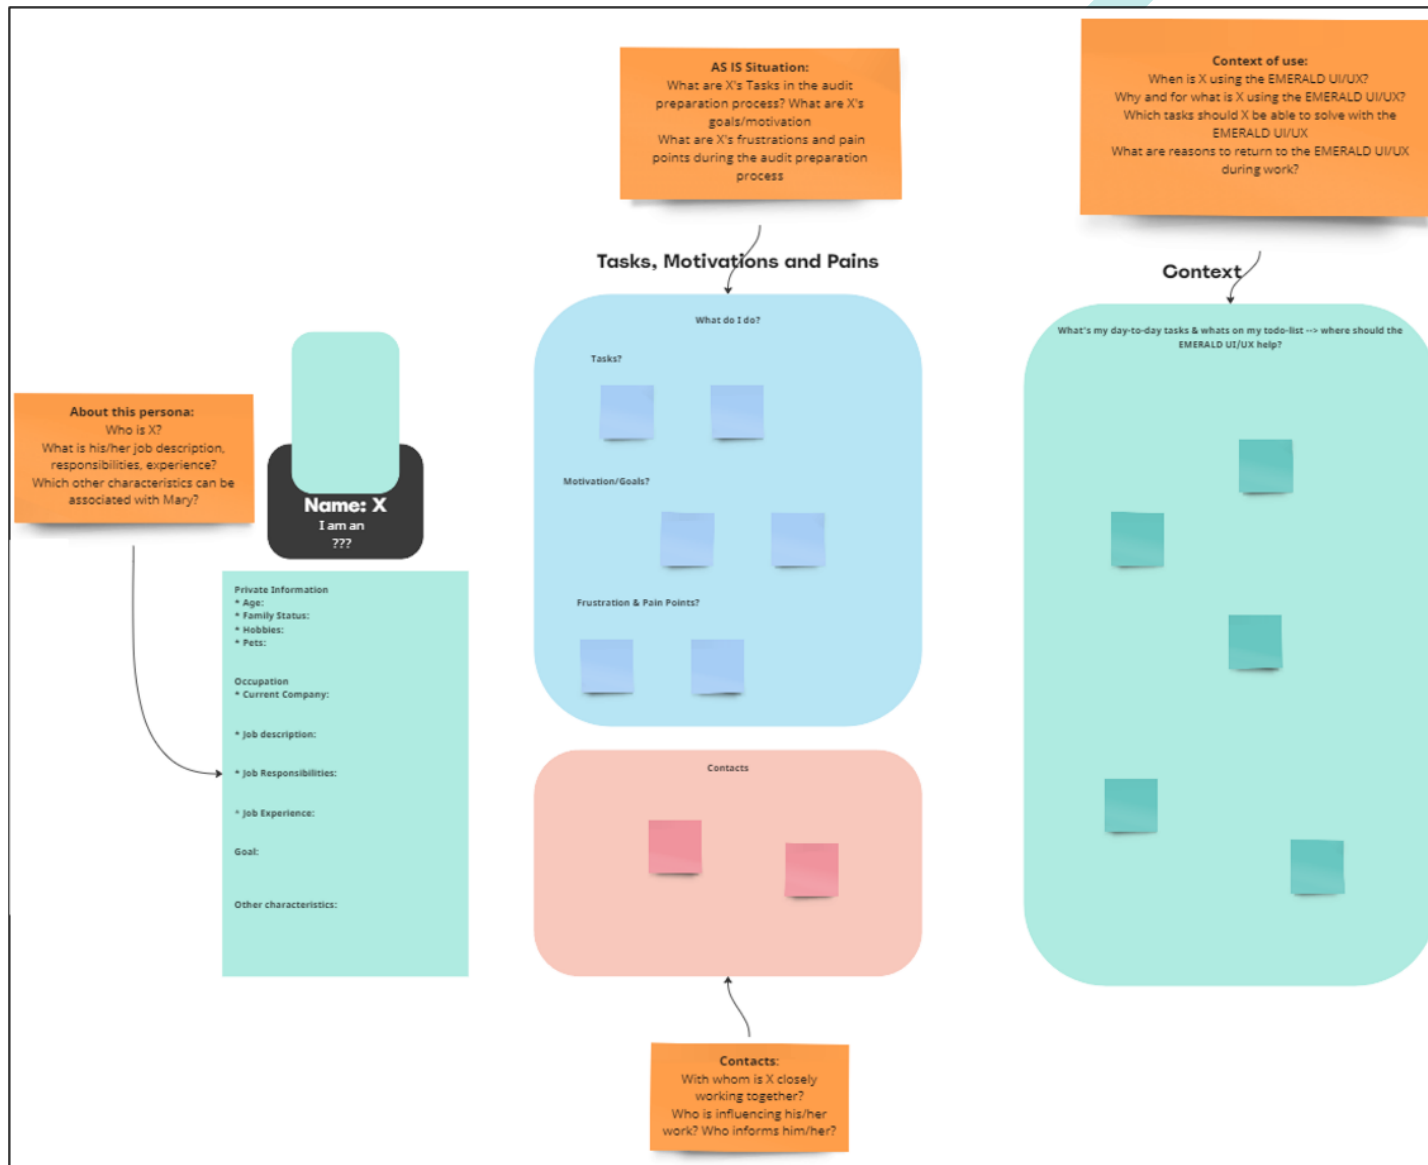 AS IS Situation:
What are X's Tasks in the audit
preparation process? What are X's
goals/motivation
What are X's frustrations and pain
points during the audit preparation
process
Context of use:
When is X using the EMERALD UI/UX?
Why and for what is X using the EMERALD UI/UX?
Which tasks should X be able to solve with the
EMERALD UI/UX
What are reasons to return to the EMERALD UI/UX
during work?
About this persona:
Who is X?
What is his/her job description,
responsibilities, experience?
Which other characteristics can be
associated with Mary?
Name: X
I am an
???
Private Information
* Age:
* Family Status:
* Hobbies:
* Pets:
Occupation
* Current Company:
* Job description:
* Job Responsibilities:
* Job Experience:
Goal:
Other characteristics:
Tasks, Motivations and Pains
What do I do?
Tasks?
Motivation/Goals?
Frustration & Pain Points?
Contacts
Contacts:
With whom is X closely
working together?
Who is influencing his/her
work? Who informs him/her?
Context
What's my day-to-day tasks & whats on my todo-list --> where should the
EMERALD UI/UX help?